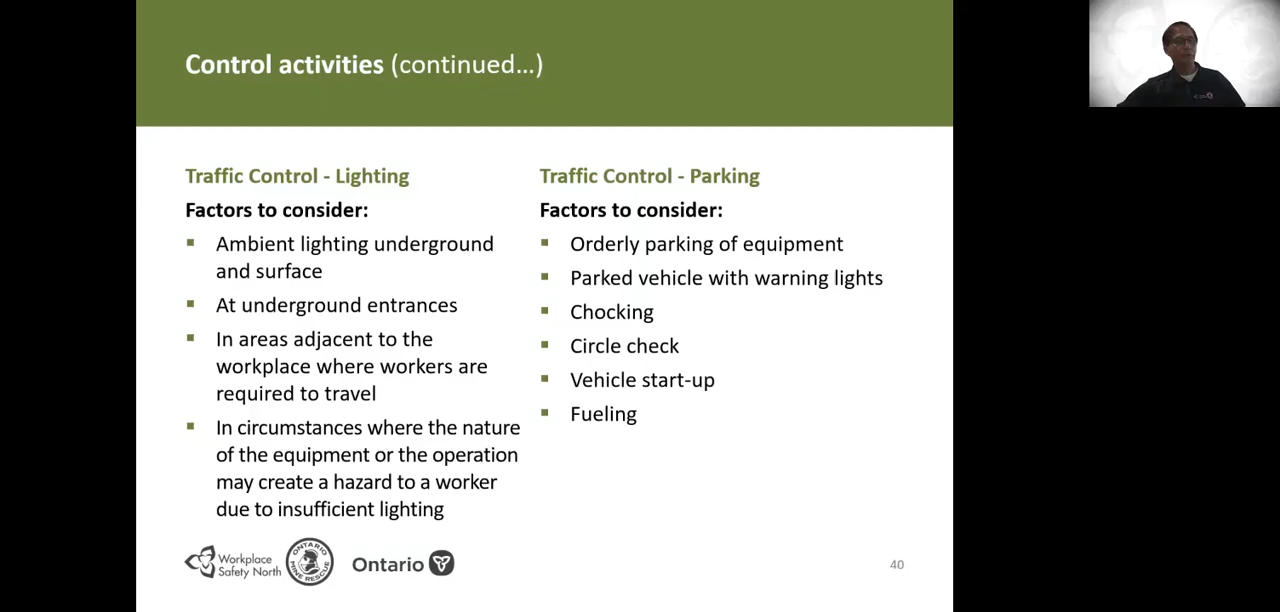 Control activities (continued...)
Traffic Control - Lighting
Factors to consider:
Ambient lighting underground
and surface
At underground entrances
In areas adjacent to the
workplace where workers are
required to travel
In circumstances where the nature
of the equipment or the operation
may create a hazard to a worker
due to insufficient lighting
Traffic Control - Parking
Factors to consider:
Orderly parking of equipment
Parked vehicle with warning lights
Chocking
Circle check
Vehicle start-up
Fueling
Workplace
Safety North
ONTARIO
MINE RESCUE
Ontario
40